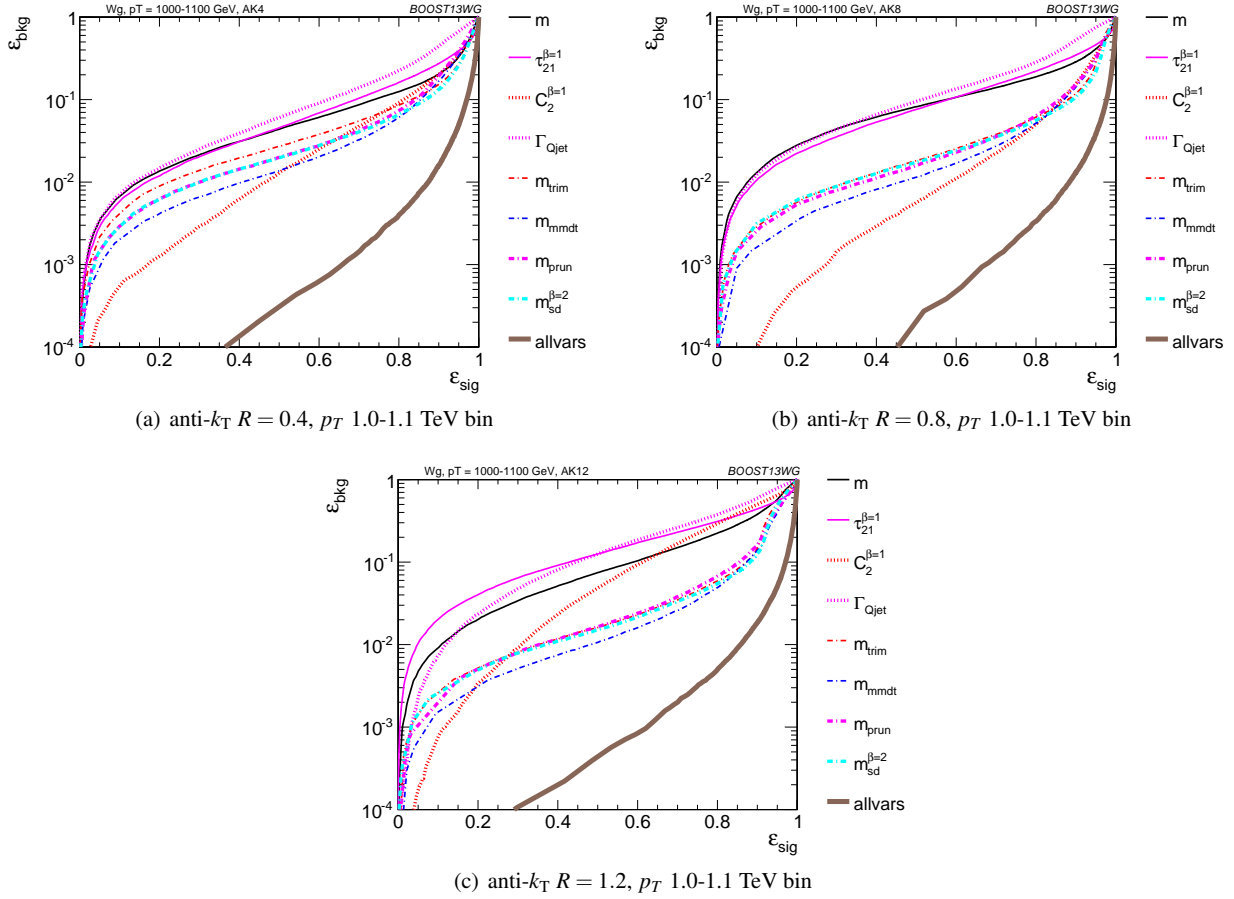 Wg, pT = 1000-1100 GeV, AK4 BOOST13WG
ε_bkg
1
10⁻¹
10⁻²
10⁻³
10⁻⁴
0 0.2 0.4 0.6 0.8 1
ε_sig
m
τ₂₁^β=1
C₂^β=1
Γ_Qjet
m_trim
m_mmdt
m_prun
m_sd^β=2
allvars
(a) anti-k_T R = 0.4, p_T 1.0-1.1 TeV bin
Wg, pT = 1000-1100 GeV, AK8 BOOST13WG
ε_bkg
1
10⁻¹
10⁻²
10⁻³
10⁻⁴
0 0.2 0.4 0.6 0.8 1
ε_sig
m
τ₂₁^β=1
C₂^β=1
Γ_Qjet
m_trim
m_mmdt
m_prun
m_sd^β=2
allvars
(b) anti-k_T R = 0.8, p_T 1.0-1.1 TeV bin
Wg, pT = 1000-1100 GeV, AK12 BOOST13WG
ε_bkg
1
10⁻¹
10⁻²
10⁻³
10⁻⁴
0 0.2 0.4 0.6 0.8 1
ε_sig
m
τ₂₁^β=1
C₂^β=1
Γ_Qjet
m_trim
m_mmdt
m_prun
m_sd^β=2
allvars
(c) anti-k_T R = 1.2, p_T 1.0-1.1 TeV bin